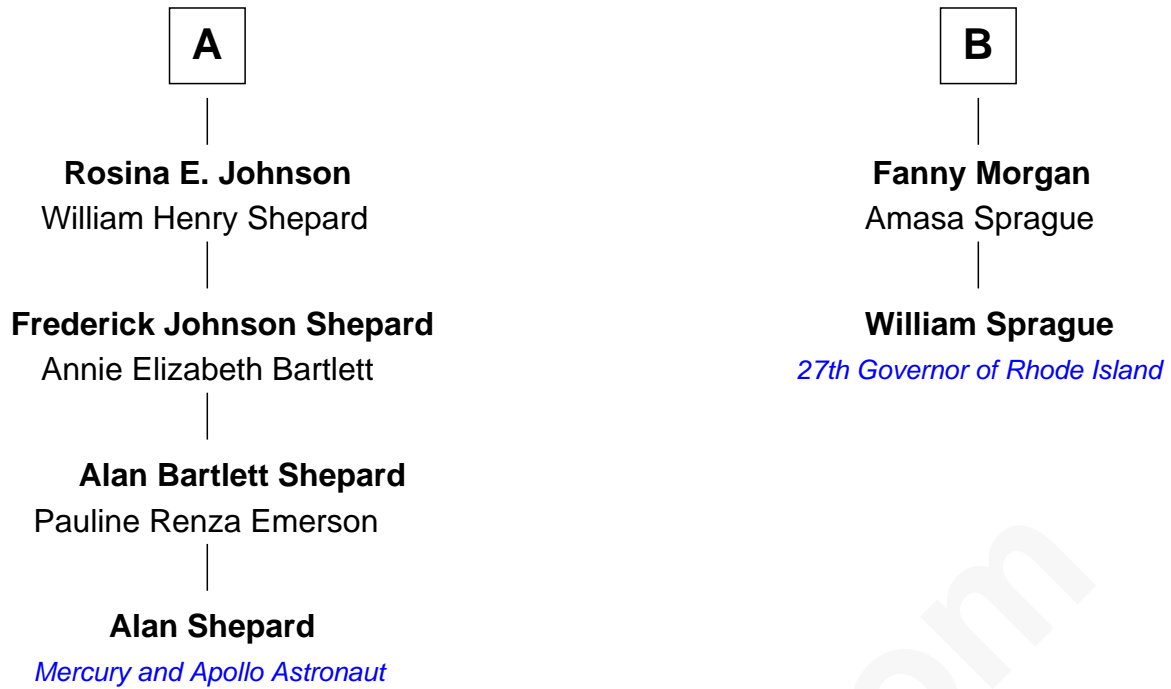 A
Rosina E. Johnson
William Henry Shepard
Frederick Johnson Shepard
Annie Elizabeth Bartlett
Alan Bartlett Shepard
Pauline Renza Emerson
Alan Shepard
Mercury and Apollo Astronaut
B
Fanny Morgan
Amasa Sprague
William Sprague
27th Governor of Rhode Island
om